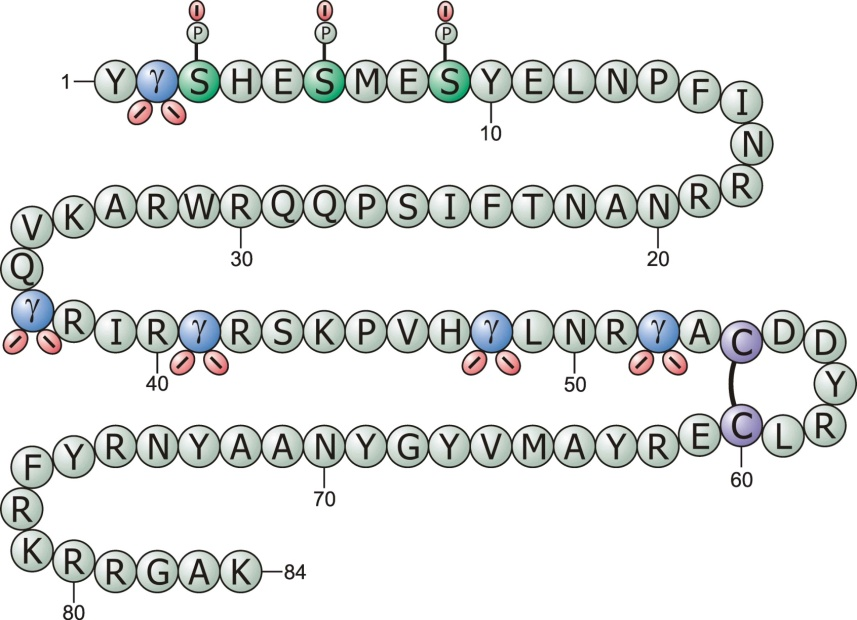 − − −
P P P
1 Y γ S H E S M E S Y E L N P F I
− −
10
N
V K A R W R Q Q P S I F T N A N R R
30 20
Q
γ R I R γ R S K P V H γ L N R γ A C D D
− − − − − − − −
40 50
Y
F Y R N Y A A N Y G Y V M A Y R E C L R
70 60
R
K R R G A K 84
80